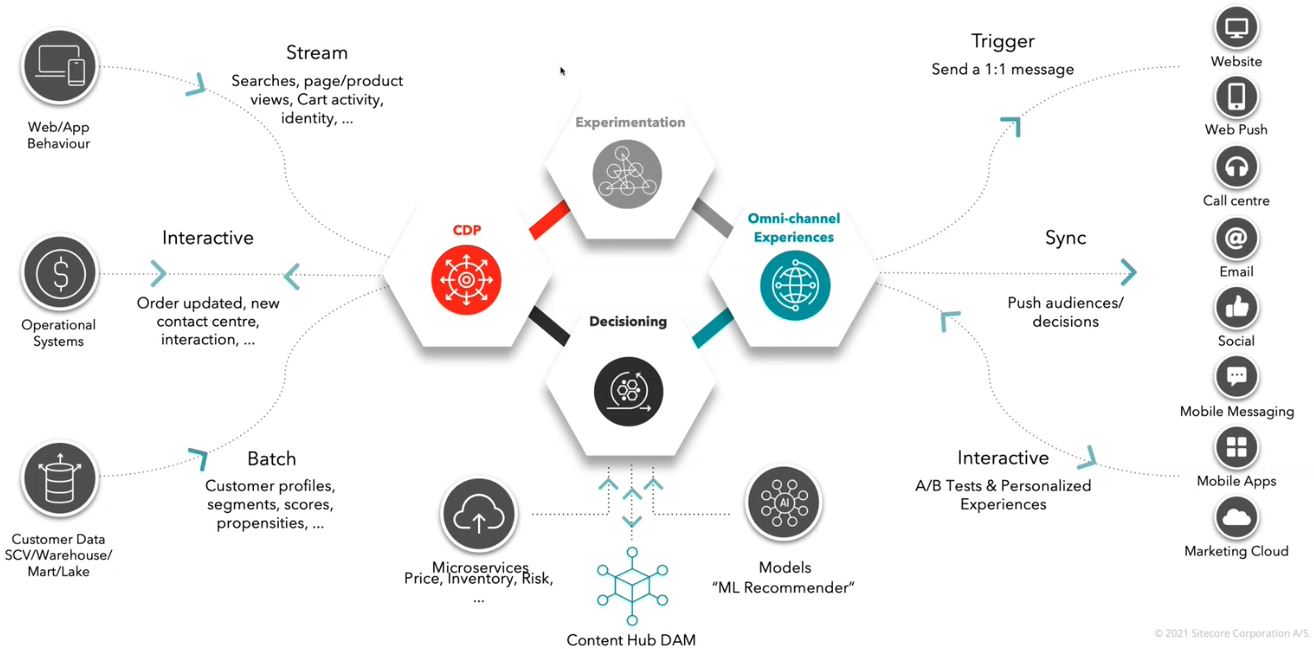 Web/App
Behaviour
Stream
Searches, page/product
views, Cart activity,
identity, ...
Operational
Systems
Interactive
Order updated, new
contact centre,
interaction, ...
Customer Data
SCV/Warehouse/
Mart/Lake
Batch
Customer profiles,
segments, scores,
propensities, ...
CDP
Experimentation
Decisioning
Omni-channel
Experiences
Microservices
Price, Inventory, Risk,
...
Content Hub DAM
AI
Models
“ML Recommender”
Trigger
Send a 1:1 message
Sync
Push audiences/
decisions
Interactive
A/B Tests & Personalized
Experiences
Website
Web Push
Call centre
Email
Social
Mobile Messaging
Mobile Apps
Marketing Cloud
© 2021 Sitecore Corporation A/S.